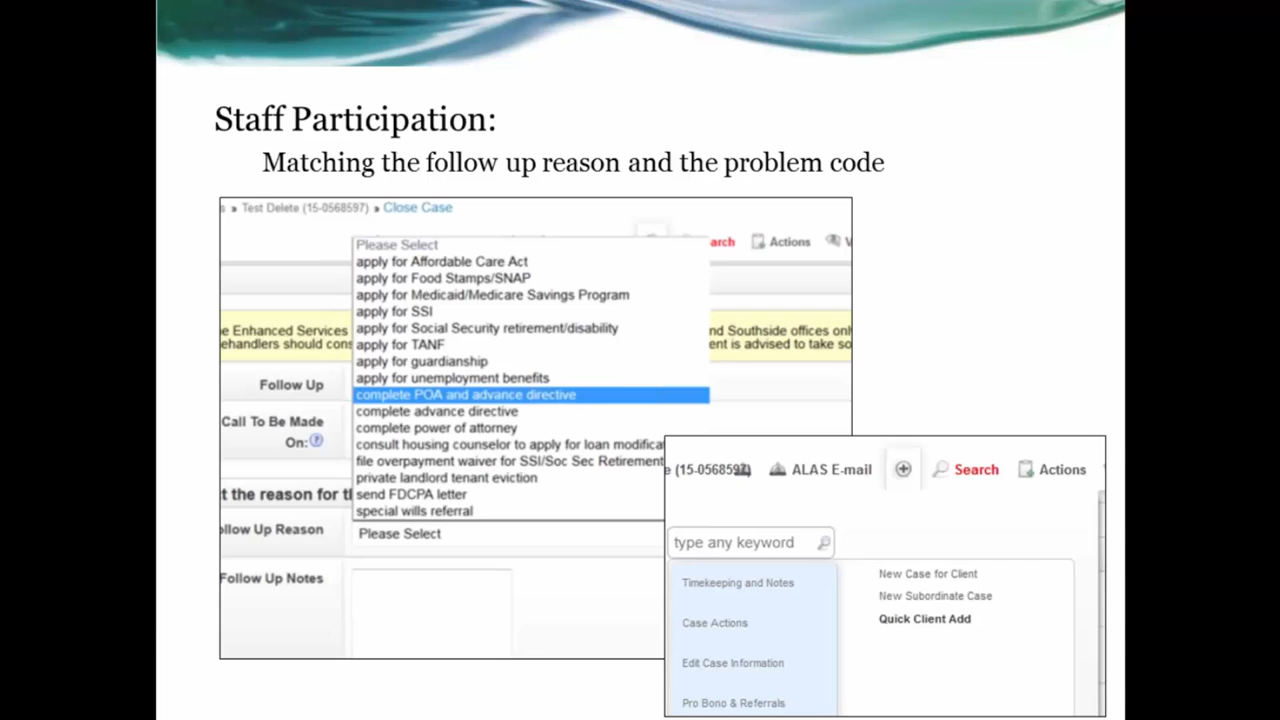 Staff Participation:
Matching the follow up reason and the problem code
» Test Delete (15-0568597) » Close Case
arch Actions V
Please Select
apply for Affordable Care Act
apply for Food Stamps/SNAP
apply for Medicaid/Medicare Savings Program
apply for SSI
apply for Social Security retirement/disability
apply for TANF
apply for guardianship
apply for unemployment benefits
complete POA and advance directive
complete advance directive
complete power of attorney
consult housing counselor to apply for loan modifica
file overpayment waiver for SSI/Soc Sec Retirement
private landlord tenant eviction
send FDCPA letter
special wills referral
e Enhanced Services nd Southside offices onl
ehandlers should cons ent is advised to take so
Follow Up
Call To Be Made
On:
t the reason for t
ollow Up Reason Please Select
Follow Up Notes
e (15-0568597) ALAS E-mail Search Actions
type any keyword
Timekeeping and Notes
Case Actions
Edit Case Information
Pro Bono & Referrals
New Case for Client
New Subordinate Case
Quick Client Add